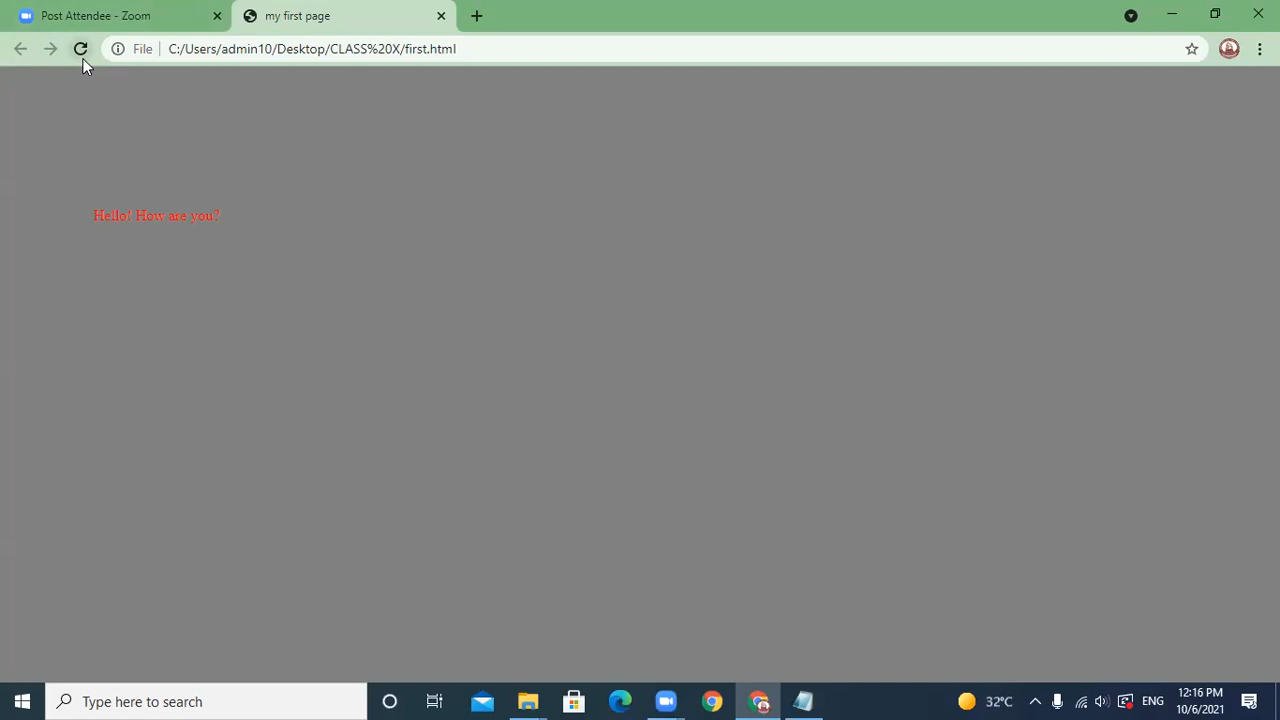 Post Attendee - Zoom
my first page
File
C:/Users/admin10/Desktop/CLASS%20X/first.html
Hello! How are you?
Type here to search
32°C
ENG
12:16 PM
10/6/2021